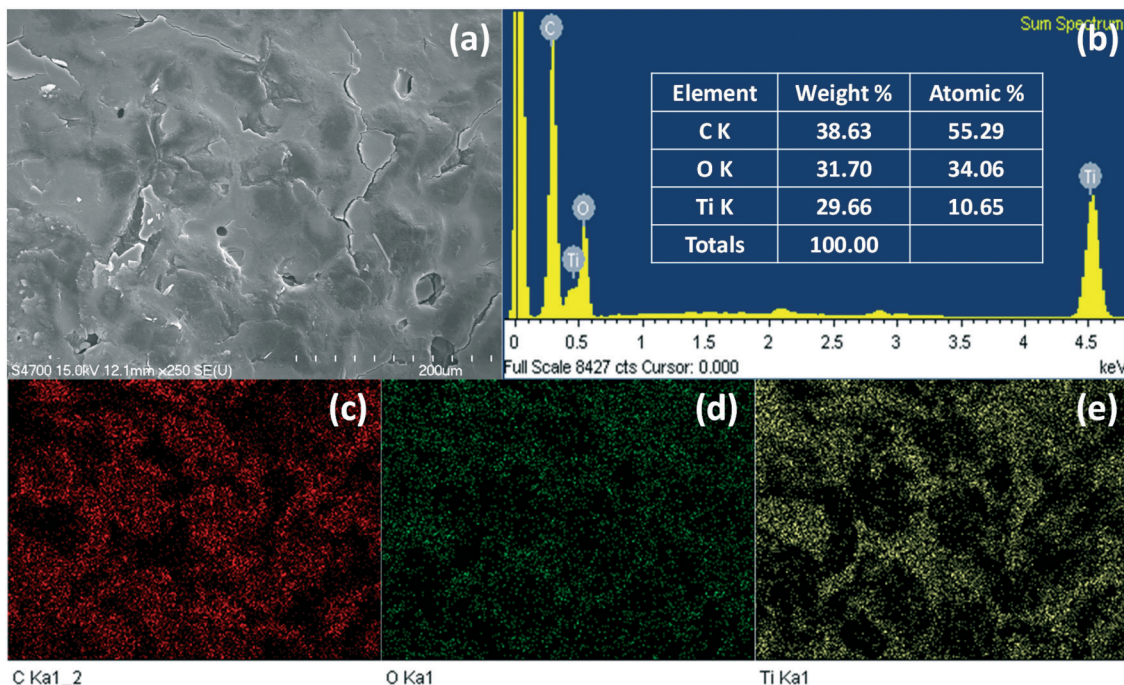 (a)
S4700 15.0kV 12.1mm x250 SE(U) 200um
Sum Spectrum
(b)
C
O
Ti
Ti
Element Weight % Atomic %
C K 38.63 55.29
O K 31.70 34.06
Ti K 29.66 10.65
Totals 100.00
0 0.5 1 1.5 2 2.5 3 3.5 4 4.5
Full Scale 8427 cts Cursor: 0.000 keV
(c)
(d)
(e)
C Ka1_2
O Ka1
Ti Ka1